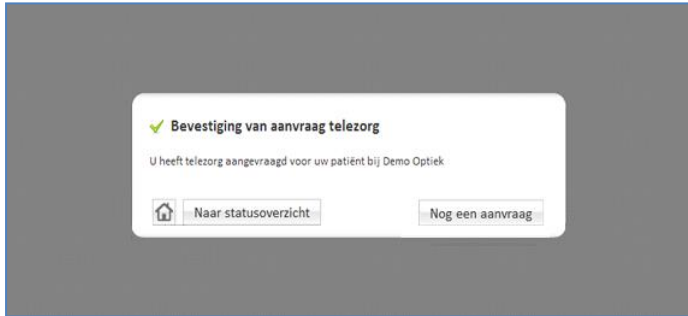 Bevestiging van aanvraag telezorg
U heeft telezorg aangevraagd voor uw patiënt bij Demo Optiek
Naar statusoverzicht
Nog een aanvraag